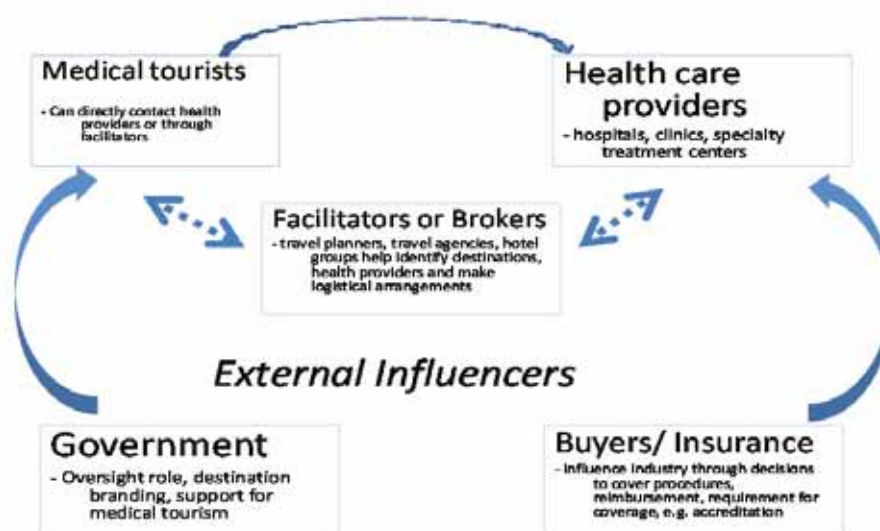 Medical tourists
- Can directly contact health
providers or through
facilitators
Health care
providers
- hospitals, clinics, specialty
treatment centers
Facilitators or Brokers
- travel planners, travel agencies, hotel
groups help identify destinations,
health providers and make
logistical arrangements
External Influencers
Government
- Oversight role, destination
branding, support for
medical tourism
Buyers/ Insurance
- Influence industry through decisions
to cover procedures,
reimbursement, requirement for
coverage, e.g. accreditation